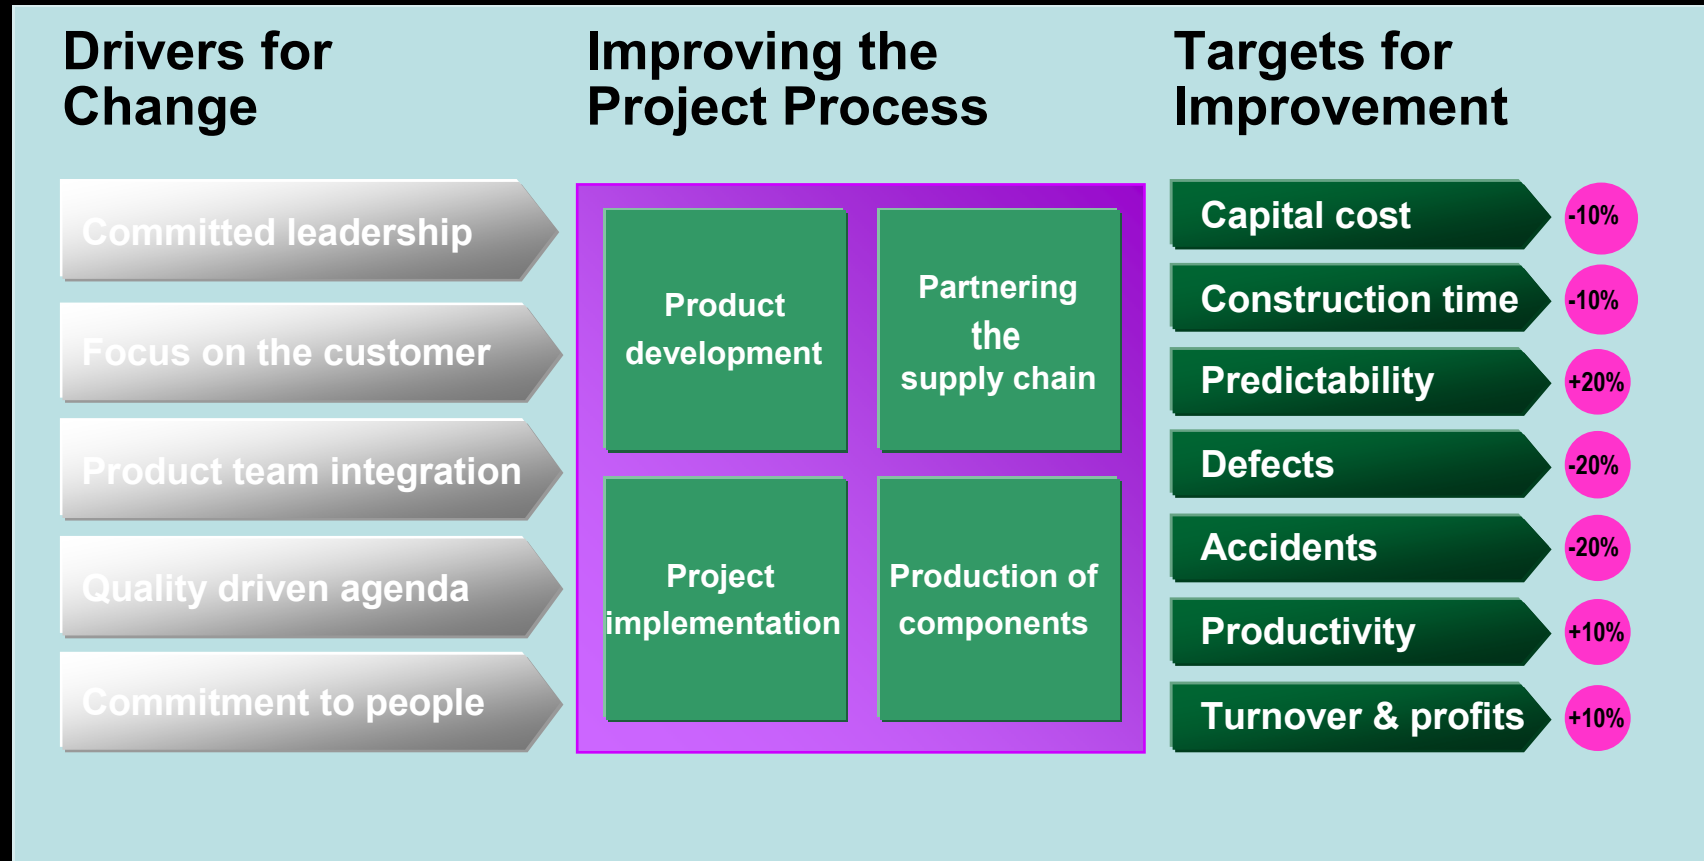 Drivers for
Change
Committed leadership
Focus on the customer
Product team integration
Quality driven agenda
Commitment to people
Improving the
Project Process
Product
development
Partnering
the
supply chain
Project
implementation
Production of
components
Targets for
Improvement
Capital cost
-10%
Construction time
-10%
Predictability
+20%
Defects
-20%
Accidents
-20%
Productivity
+10%
Turnover & profits
+10%